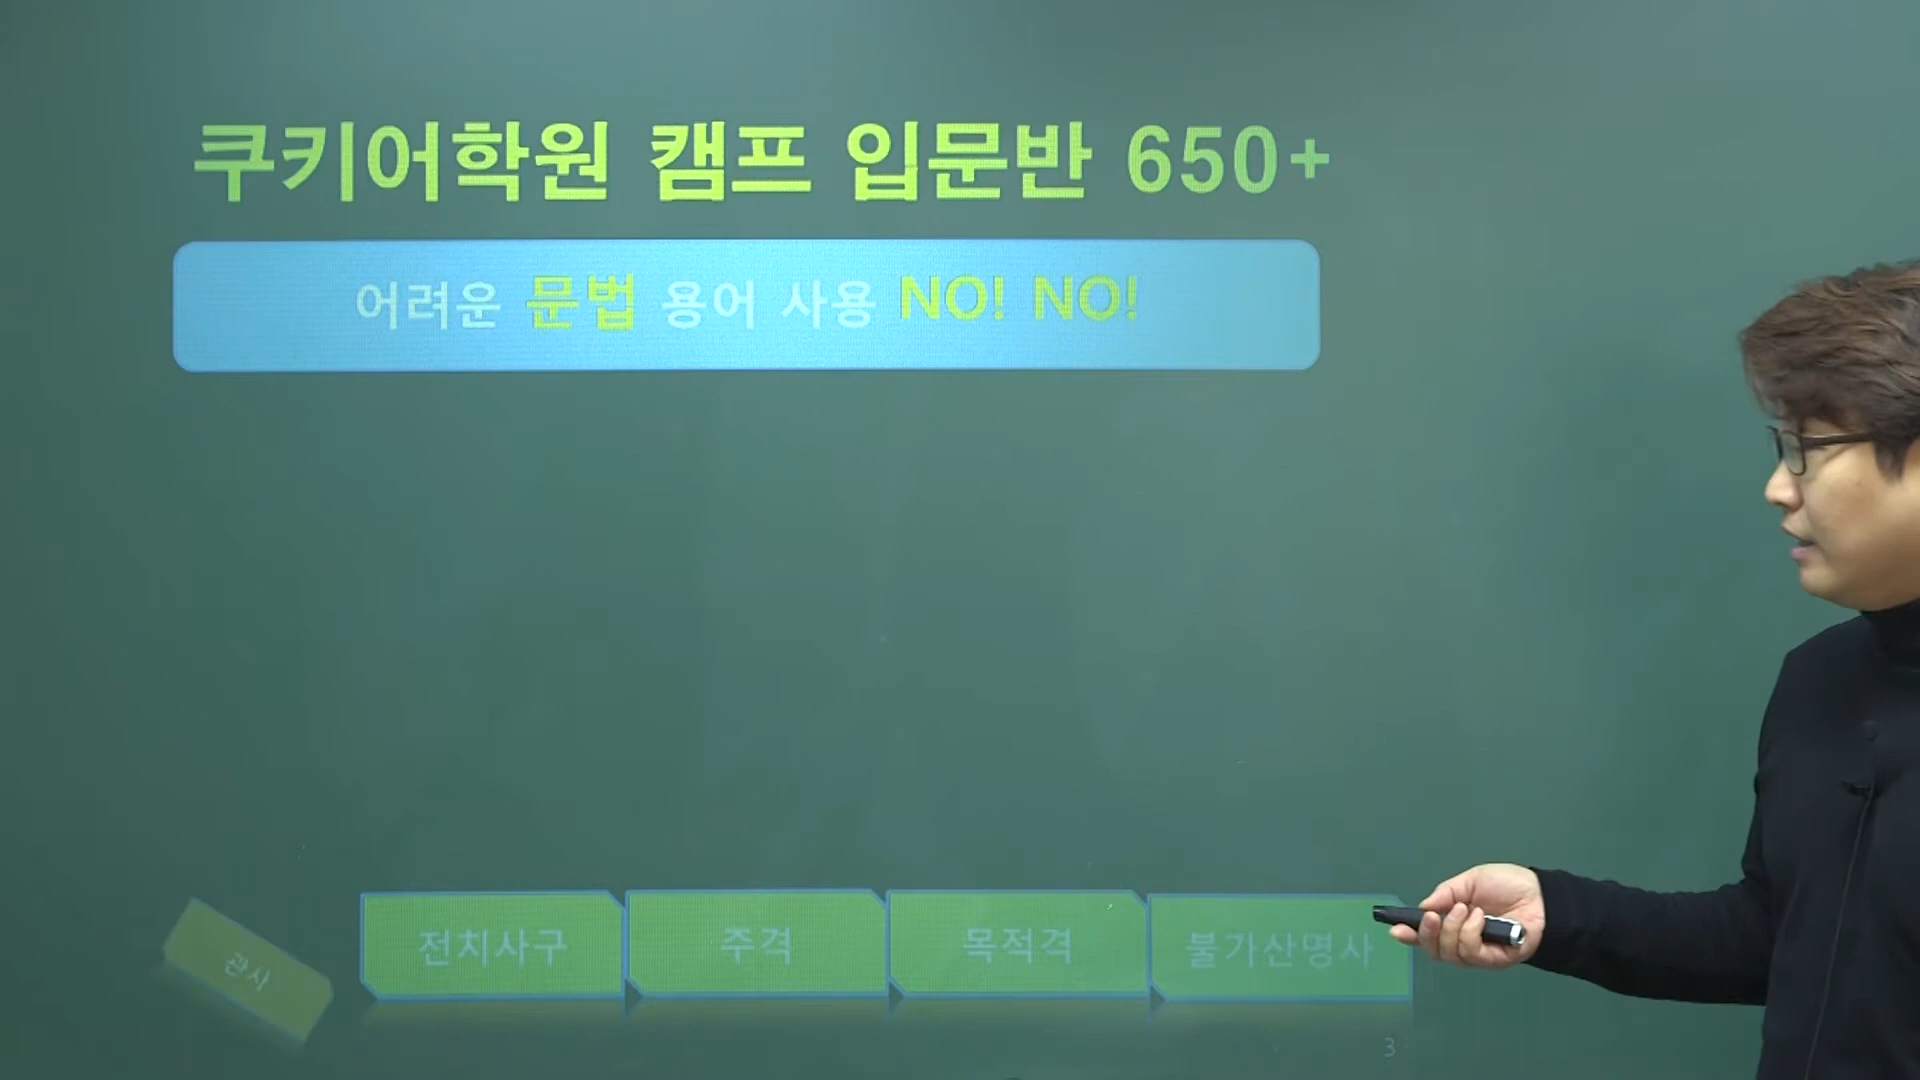 쿠키어학원 캠프 입문반 650+
어려운 문법 용어 사용 NO! NO!
관사
전치사구
주격
목적격
불가산명사
3